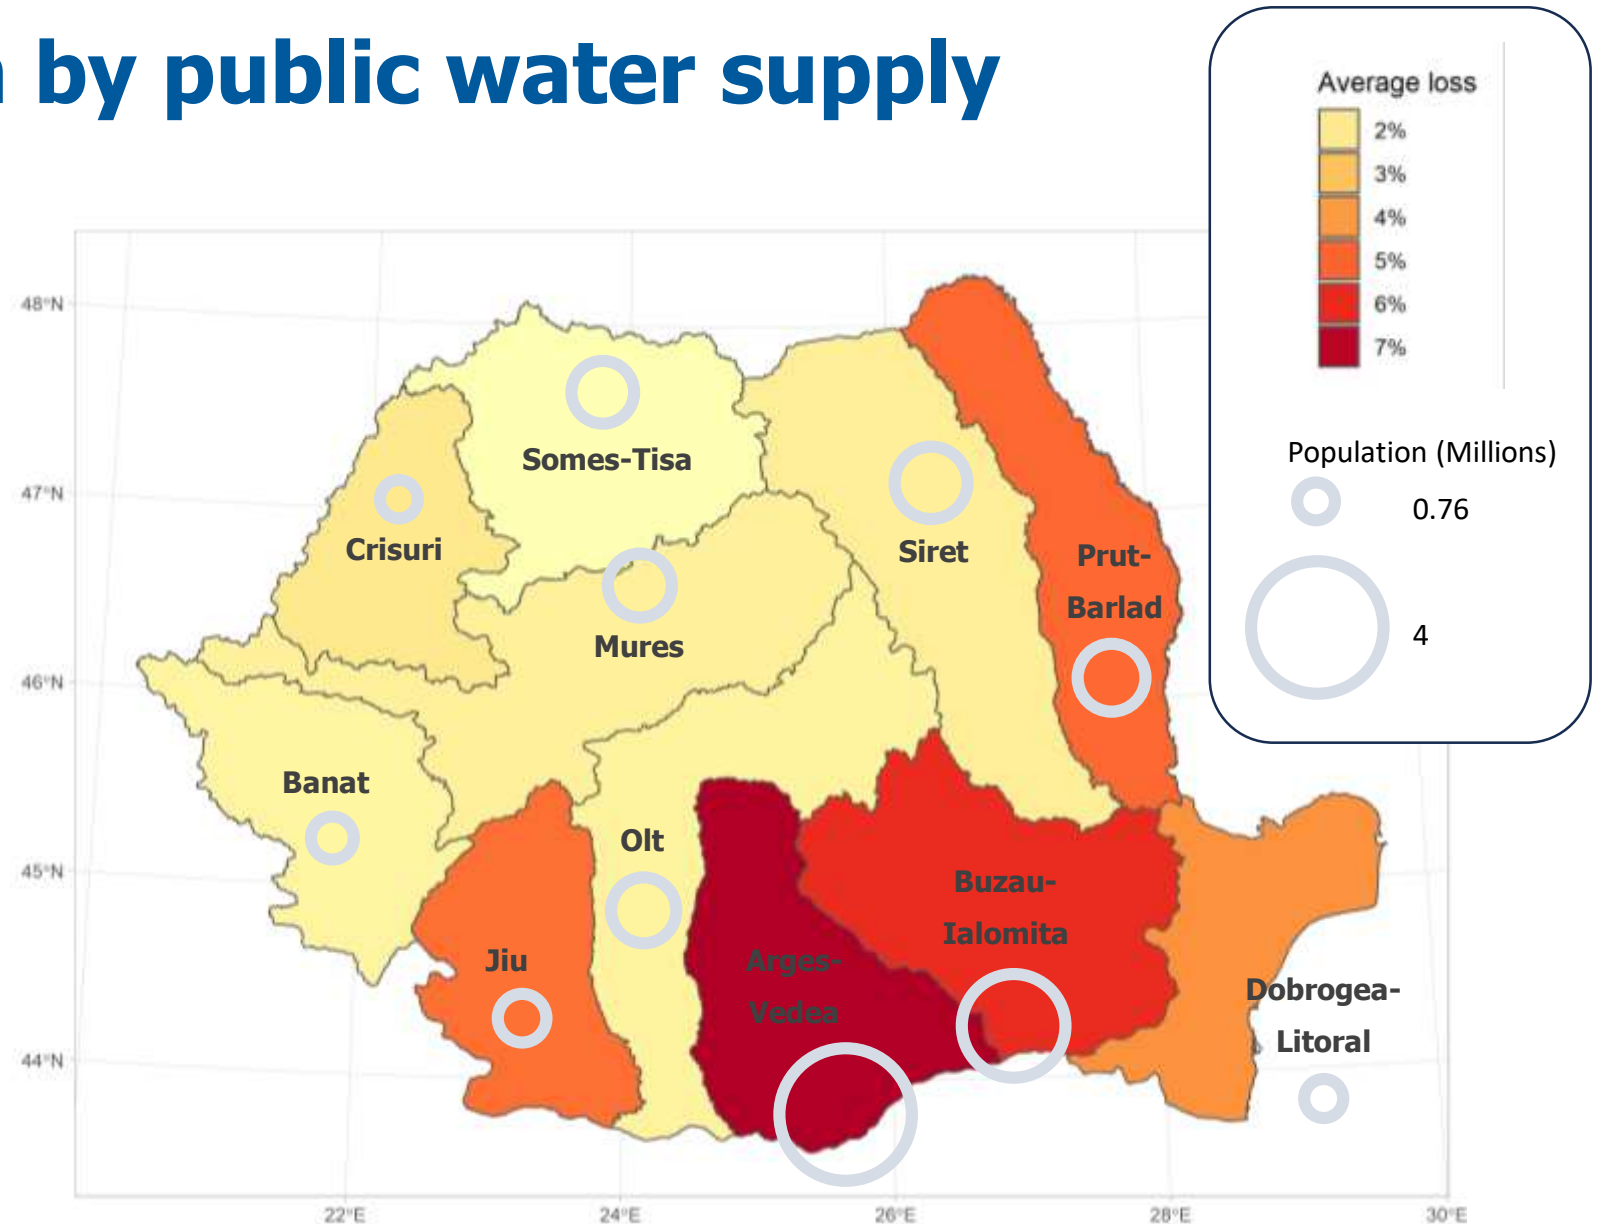 by public water supply
Average loss
2%
3%
4%
5%
6%
7%
Population (Millions)
0.76
4
48°N
47°N
46°N
45°N
44°N
22°E
24°E
26°E
28°E
30°E
Somes-Tisa
Crisuri
Siret
Prut-
Barlad
Mures
Banat
Olt
Buzau-
Ialomita
Jiu
Arges-
Vedea
Dobrogea-
Litoral